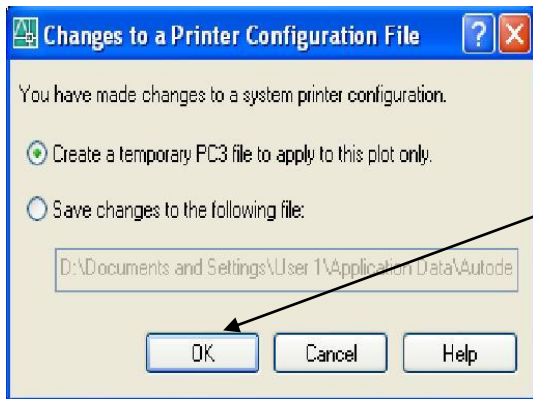 Changes to a Printer Configuration File
You have made changes to a system printer configuration.
Create a temporary PC3 file to apply to this plot only.
Save changes to the following file:
D:\Documents and Settings\User 1\Application Data\Autode
OK Cancel Help